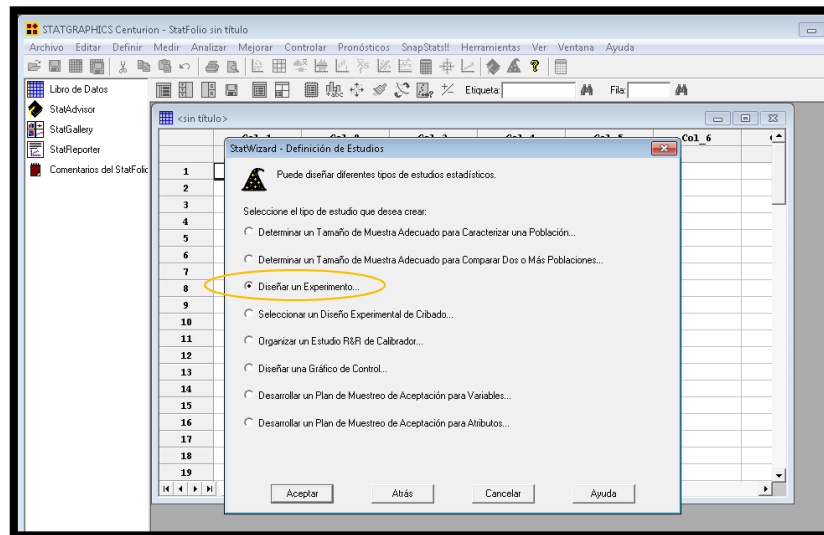 STATGRAPHICS Centurion - StatFolio sin título
Archivo Editar Definir Medir Analizar Mejorar Controlar Pronósticos SnapStats!! Herramientas Ver Ventana Ayuda
Etiqueta: Fila:
Libro de Datos
StatAdvisor
StatGallery
StatReporter
Comentarios del StatFolio
<sin título>
Col_6
StatWizard - Definición de Estudios
Puede diseñar diferentes tipos de estudios estadísticos.
Seleccione el tipo de estudio que desea crear:
Determinar un Tamaño de Muestra Adecuado para Caracterizar una Población...
Determinar un Tamaño de Muestra Adecuado para Comparar Dos o Más Poblaciones...
Diseñar un Experimento...
Seleccionar un Diseño Experimental de Cribado...
Organizar un Estudio R&R de Calibrador...
Diseñar una Gráfico de Control...
Desarrollar un Plan de Muestreo de Aceptación para Variables...
Desarrollar un Plan de Muestreo de Aceptación para Atributos...
Aceptar Atrás Cancelar Ayuda
1
2
3
4
5
6
7
8
9
10
11
12
13
14
15
16
17
18
19